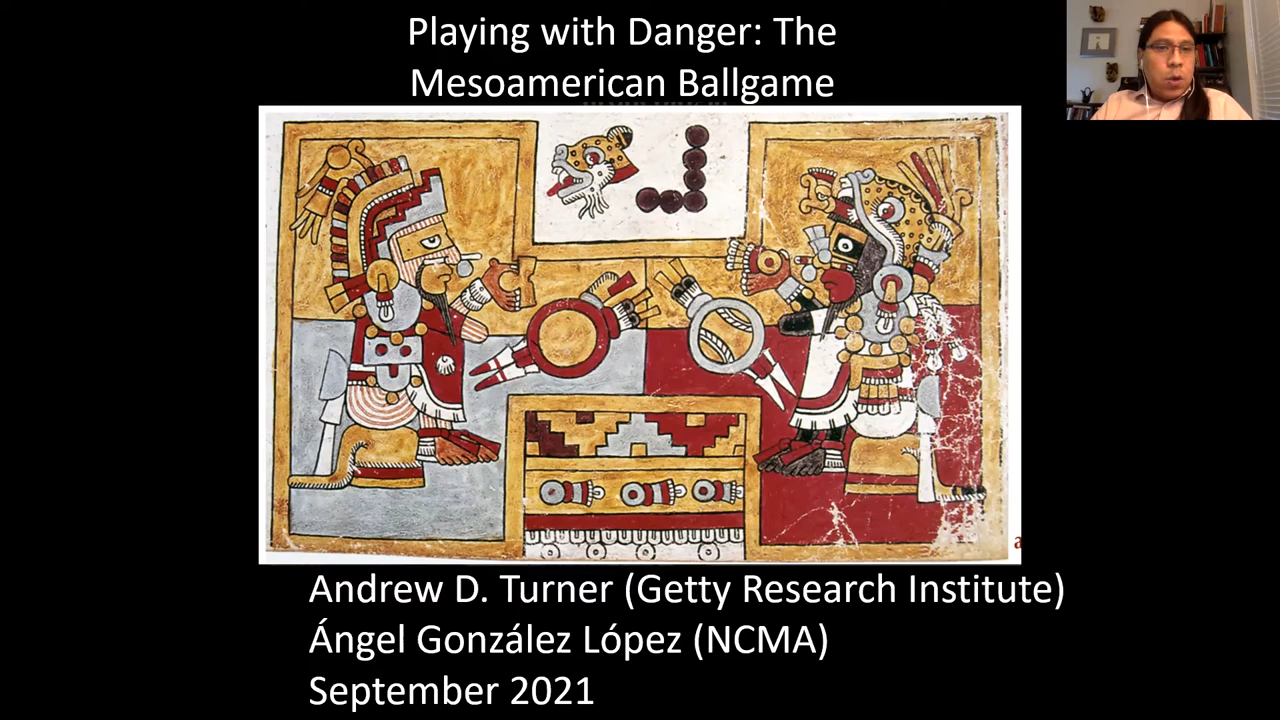 Playing with Danger: The
Mesoamerican Ballgame
Andrew D. Turner (Getty Research Institute)
Ángel González López (NCMA)
September 2021